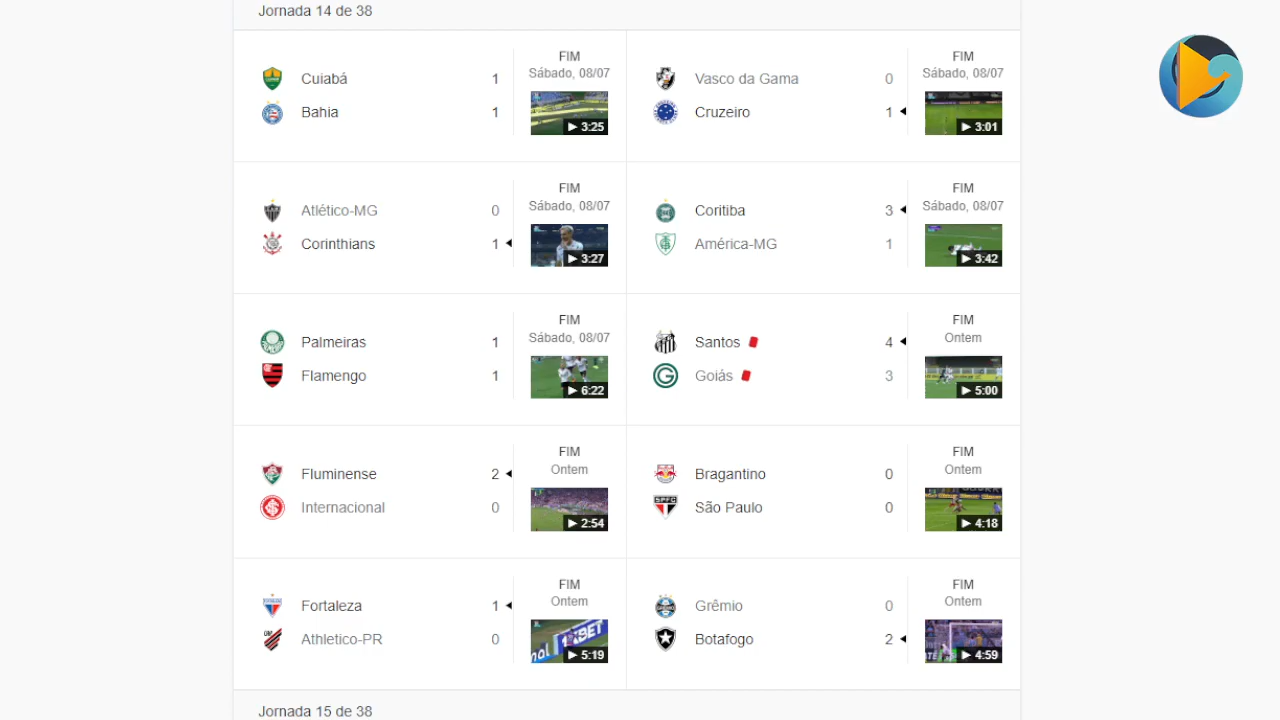 Jornada 14 de 38
FIM
Sábado, 08/07
Cuiabá 1
Bahia 1
3:25
FIM
Sábado, 08/07
Vasco da Gama 0
Cruzeiro 1
3:01
FIM
Sábado, 08/07
Atlético-MG 0
Corinthians 1
3:27
FIM
Sábado, 08/07
Coritiba 3
América-MG 1
3:42
FIM
Sábado, 08/07
Palmeiras 1
Flamengo 1
6:22
FIM
Ontem
Santos 4
Goiás 3
5:00
FIM
Ontem
Fluminense 2
Internacional 0
2:54
FIM
Ontem
Bragantino 0
SPFC
São Paulo 0
4:18
FIM
Ontem
Fortaleza 1
Athletico-PR 0
5:19
FIM
Ontem
Grêmio 0
Botafogo 2
4:59
Jornada 15 de 38